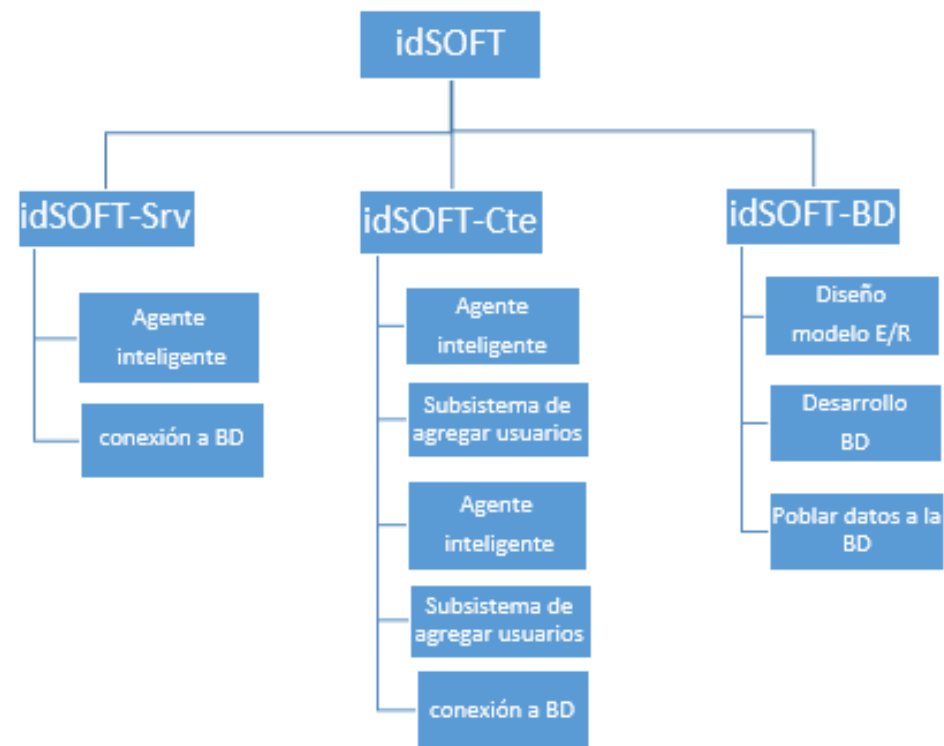 idSOFT
idSOFT-Srv
Agente
inteligente
conexión a BD
idSOFT-Cte
Agente
inteligente
Subsistema de
agregar usuarios
Agente
inteligente
Subsistema de
agregar usuarios
conexión a BD
idSOFT-BD
Diseño
modelo E/R
Desarrollo
BD
Poblar datos a la
BD